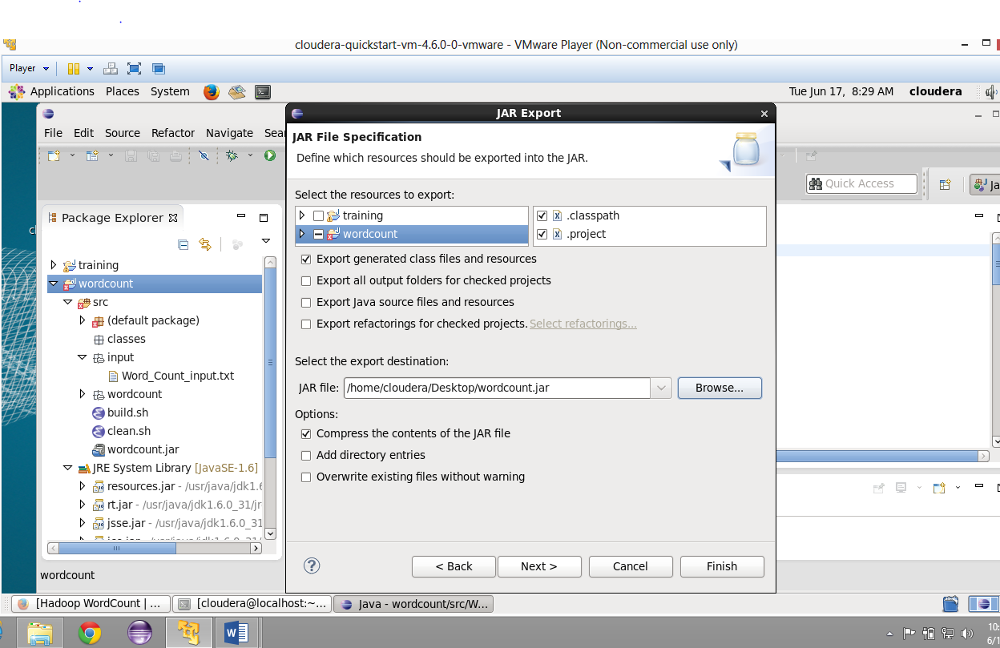 cloudera-quickstart-vm-4.6.0-0-vmware - VMware Player (Non-commercial use only)
Player
Applications Places System
Tue Jun 17, 8:29 AM cloudera
JAR Export
File Edit Source Refactor Navigate Sea
JAR File Specification
Define which resources should be exported into the JAR.
Quick Access
Ja
Select the resources to export:
Package Explorer
training
wordcount
.classpath
.project
training
wordcount
src
(default package)
classes
input
Word_Count_input.txt
wordcount
build.sh
clean.sh
wordcount.jar
JRE System Library [JavaSE-1.6]
resources.jar - /usr/java/jdk1.6
rt.jar - /usr/java/jdk1.6.0_31/jr
jsse.jar - /usr/java/jdk1.6.0_31
Export generated class files and resources
Export all output folders for checked projects
Export Java source files and resources
Export refactorings for checked projects. Select refactorings...
Select the export destination:
JAR file: /home/cloudera/Desktop/wordcount.jar Browse...
Options:
Compress the contents of the JAR file
Add directory entries
Overwrite existing files without warning
? < Back Next > Cancel Finish
wordcount
[Hadoop WordCount | ... [cloudera@localhost:~... Java - wordcount/src/W...
10:
6/1